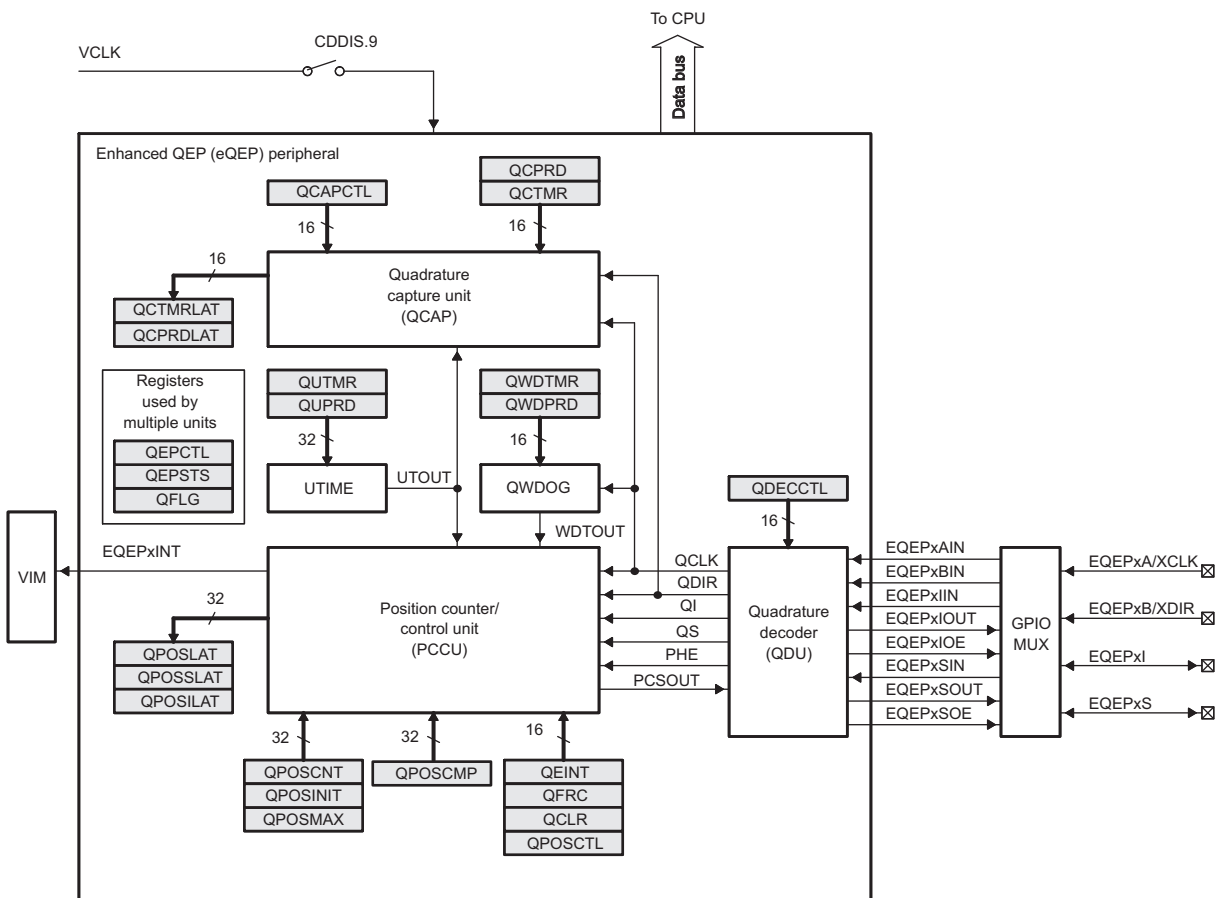 To CPU
VCLK
CDDIS.9
Data bus
Enhanced QEP (eQEP) peripheral
QCAPCTL
16
QCPRD
QCTMR
16
16
Quadrature
capture unit
(QCAP)
QCTMRLAT
QCPRDLAT
Registers
used by
multiple units
QEPCTL
QEPSTS
QFLG
QUTMR
QUPRD
32
UTIME
UTOUT
QWDTMR
QWDPRD
16
QWDOG
WDTOUT
QDECCTL
16
VIM
EQEPxINT
32
QPOSLAT
QPOSSLAT
QPOSILAT
Position counter/
control unit
(PCCU)
QCLK
QDIR
QI
QS
PHE
PCSOUT
Quadrature
decoder
(QDU)
EQEPxAIN
EQEPxBIN
EQEPxIIN
EQEPxIOUT
EQEPxIOE
EQEPxSIN
EQEPxSOUT
EQEPxSOE
GPIO
MUX
EQEPxA/XCLK
EQEPxB/XDIR
EQEPxI
EQEPxS
32
QPOSCNT
QPOSINIT
QPOSMAX
32
QPOSCMP
16
QEINT
QFRC
QCLR
QPOSCTL